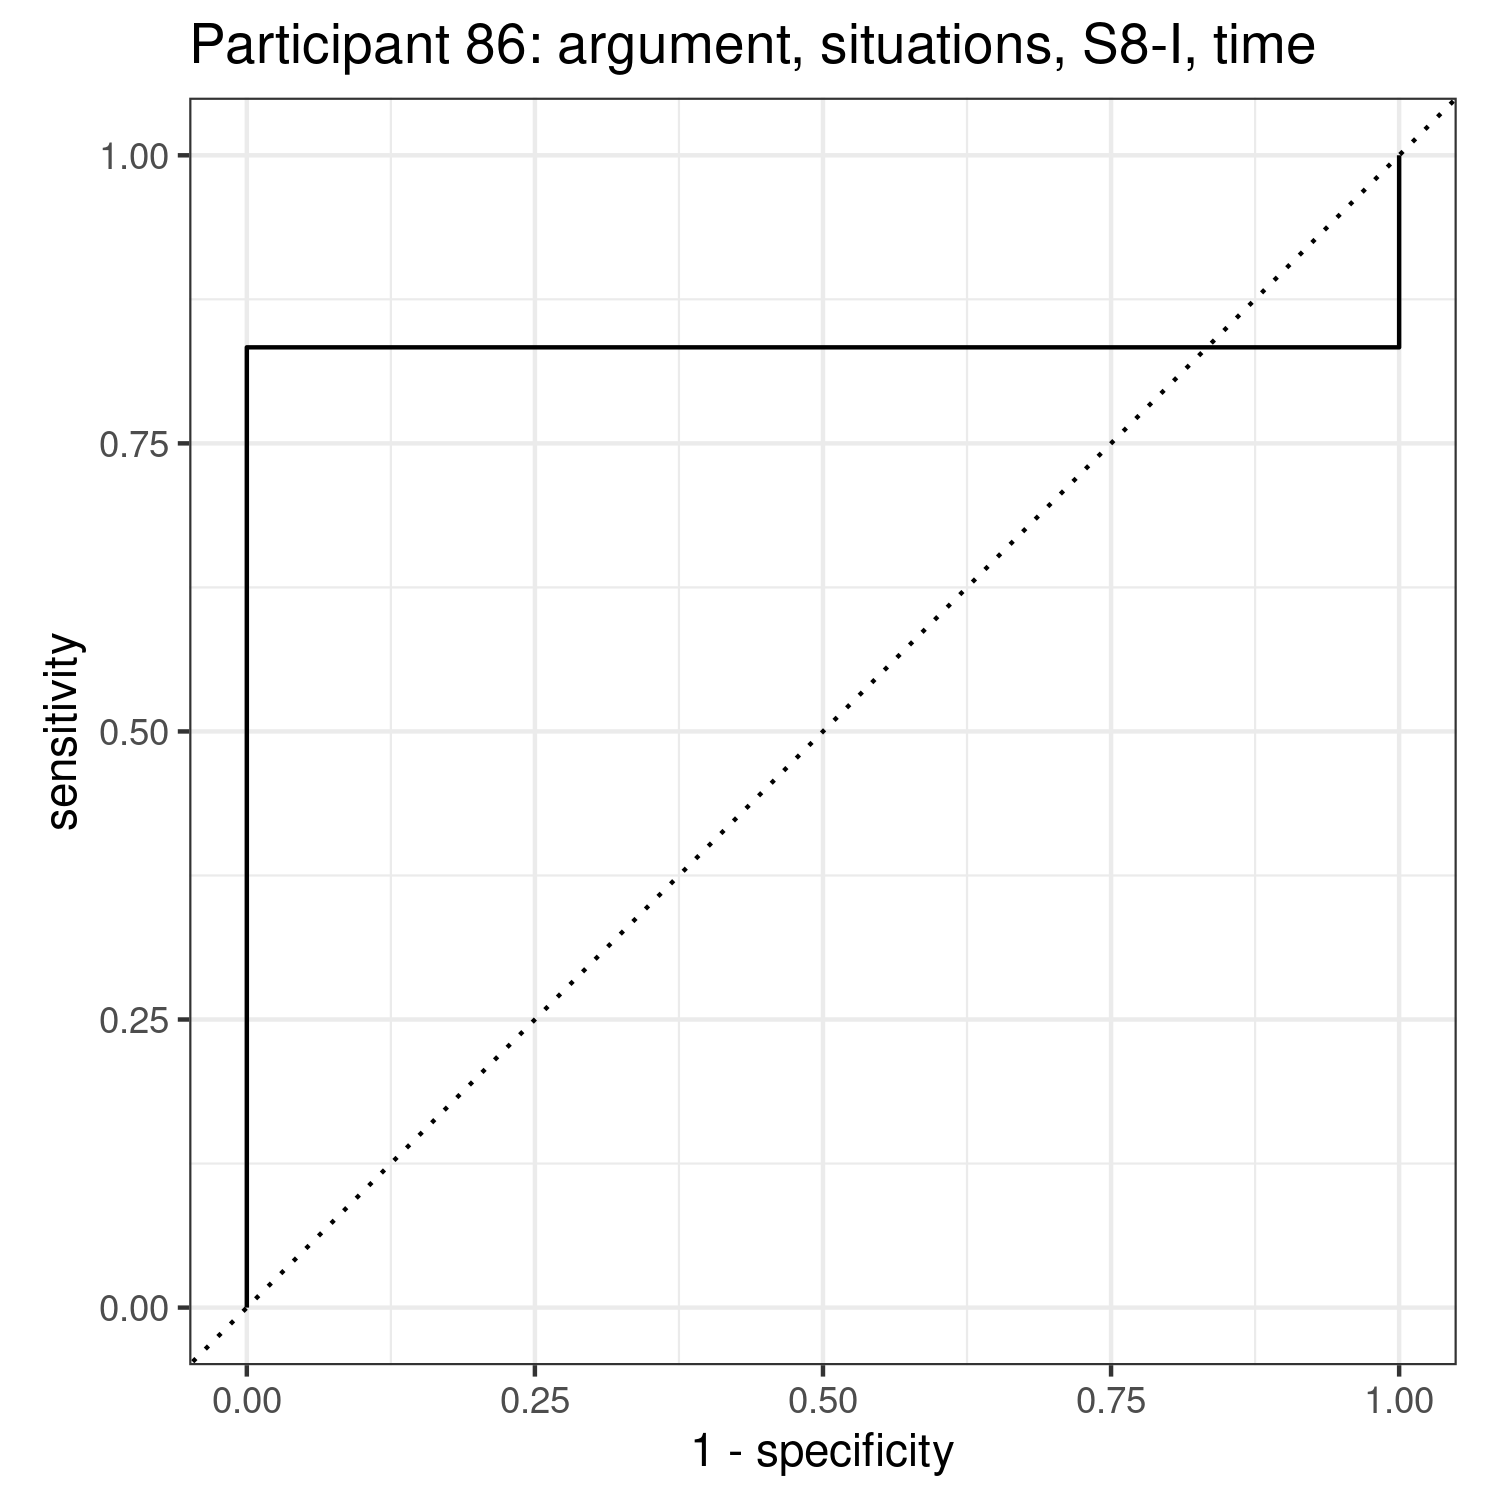 Participant 86: argument, situations, S8-I, time
1.00
0.75
0.50
0.25
0.00
sensitivity
0.00 0.25 0.50 0.75 1.00
1 - specificity